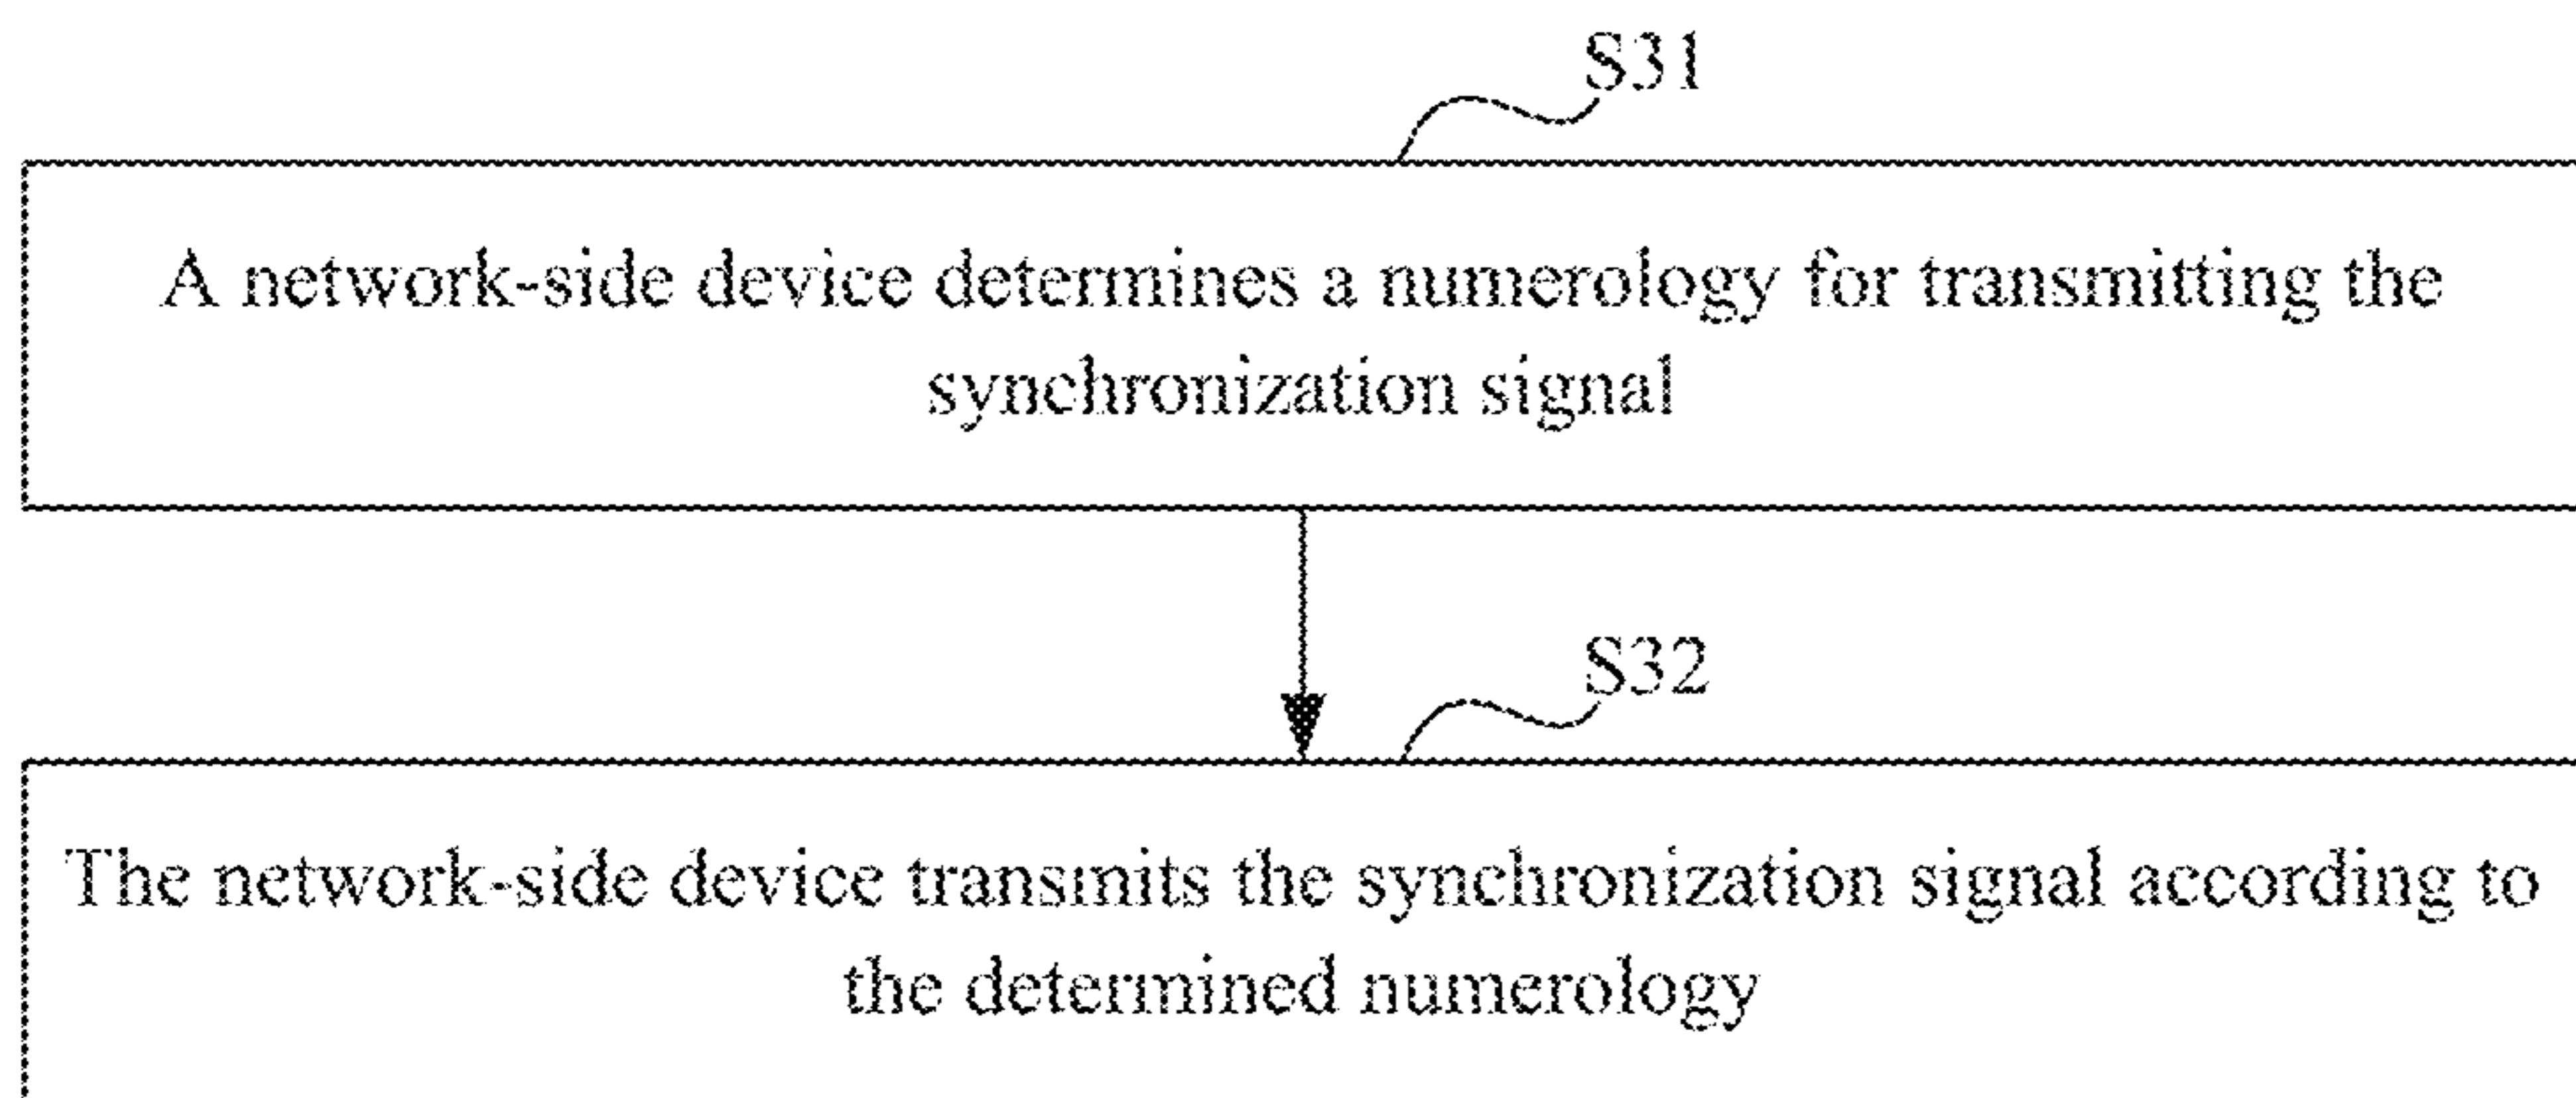 S31
A network-side device determines a numerology for transmitting the
synchronization signal
S32
The network-side device transmits the synchronization signal according to
the determined numerology